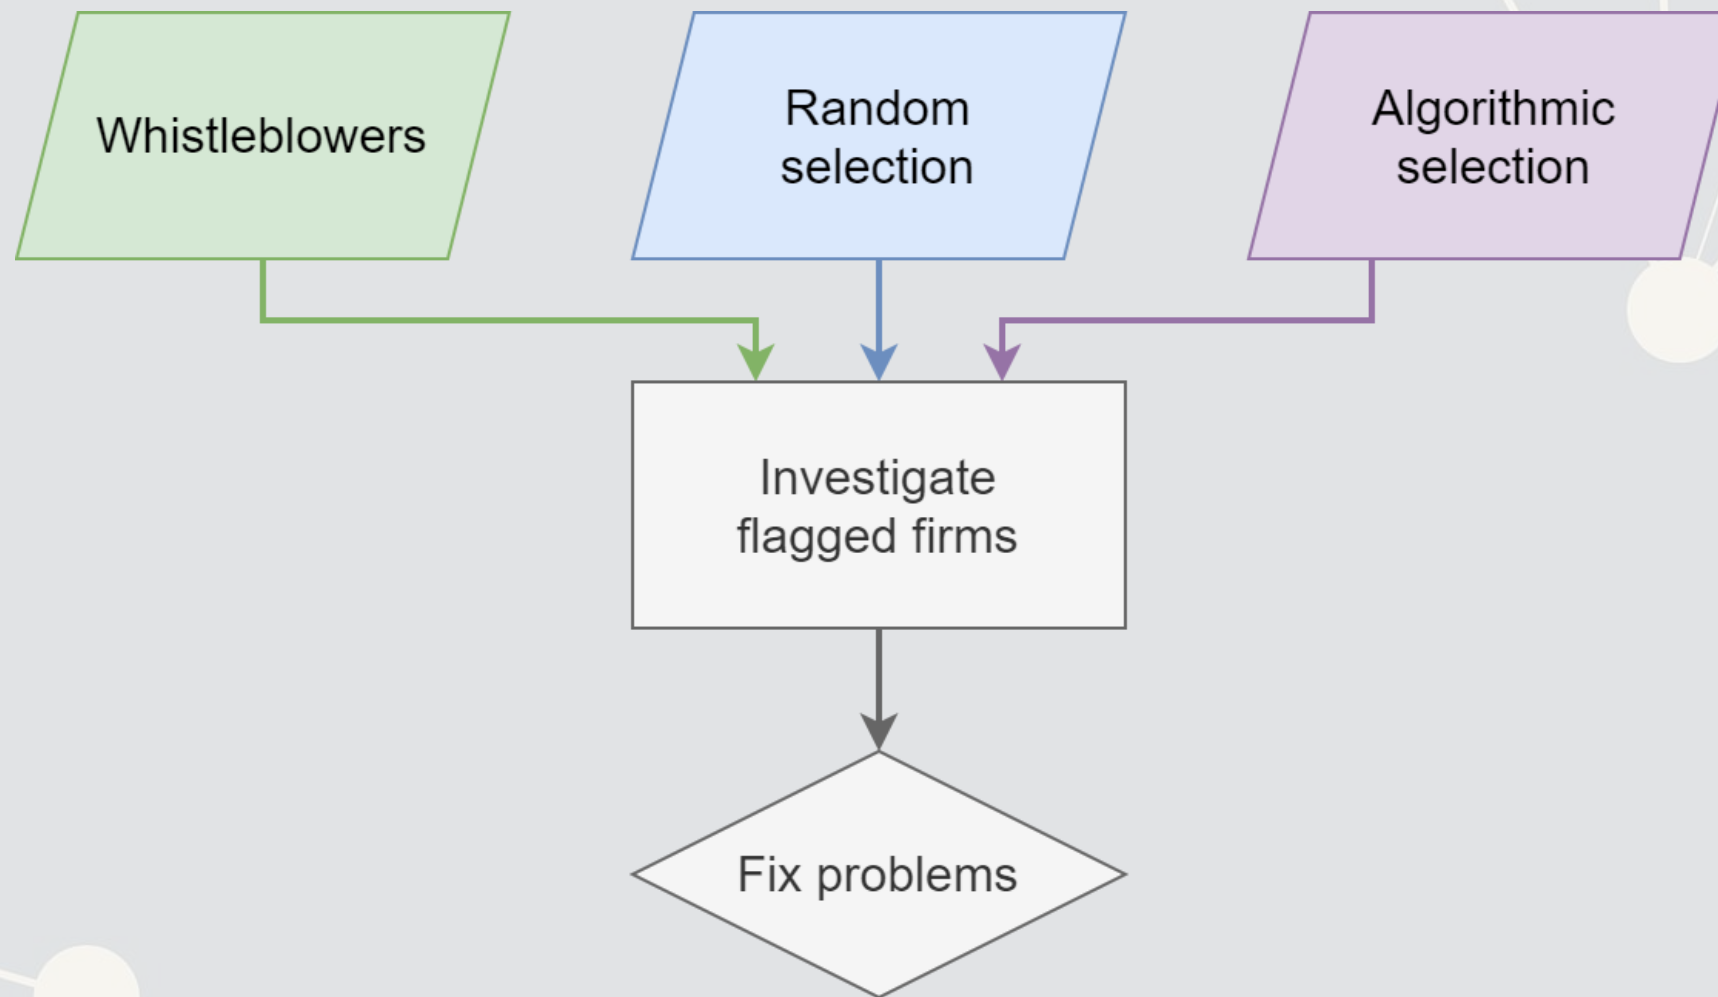 Whistleblowers
Random
selection
Algorithmic
selection
Investigate
flagged firms
Fix problems